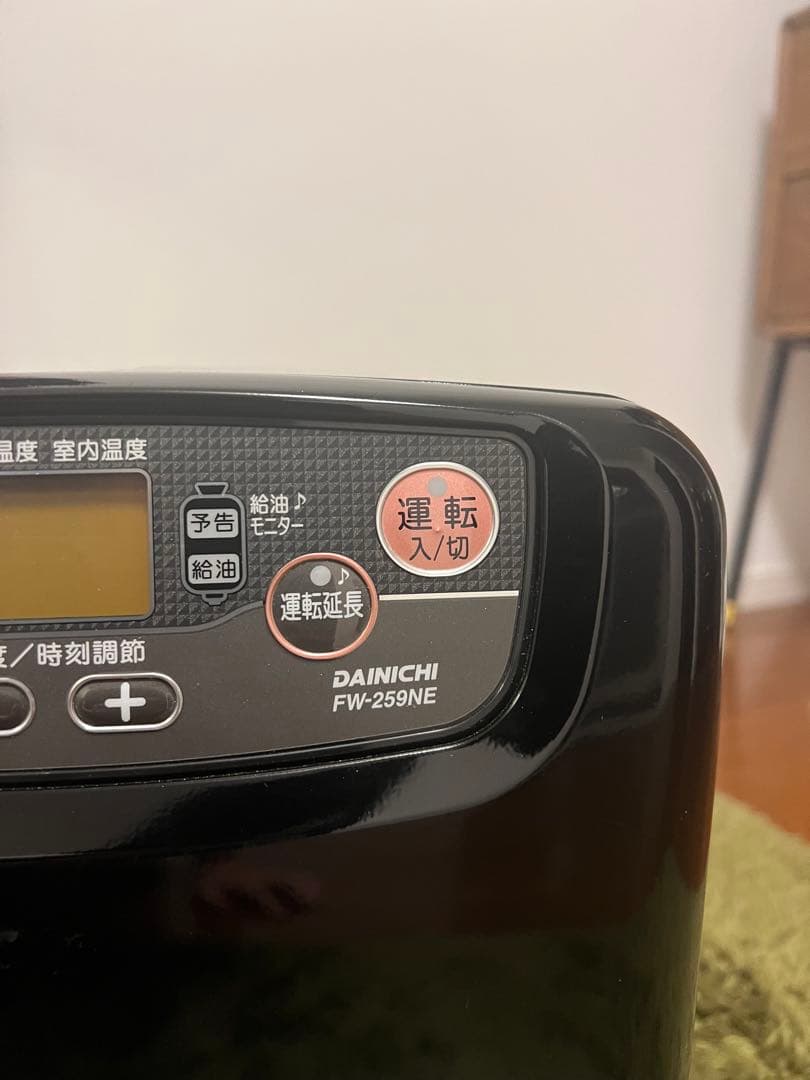 温度 室内温度
給油♪
モニター
予告
給油
運転
入/切
♪
運転延長
度/時刻調節
+
DAINICHI
FW-259NE